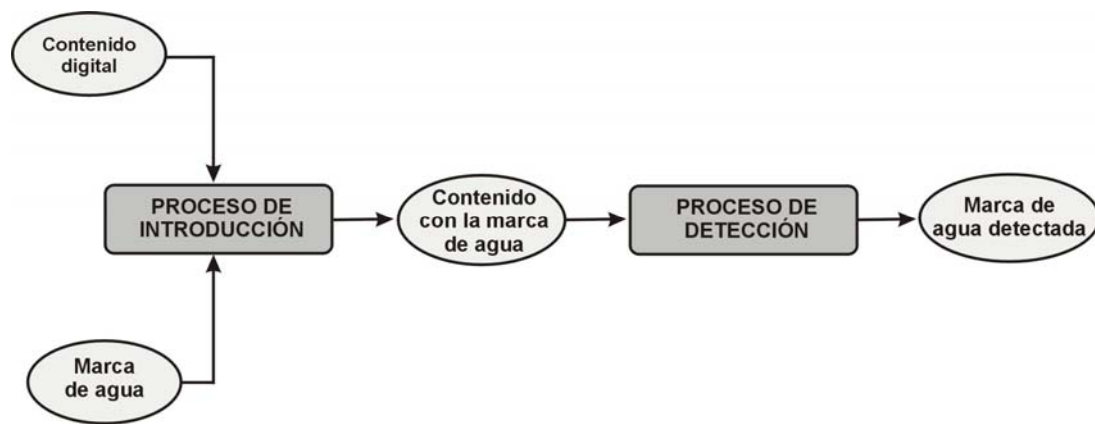 Contenido
digital
PROCESO DE
INTRODUCCIÓN
Contenido
con la marca
de agua
PROCESO DE
DETECCIÓN
Marca de
agua detectada
Marca
de agua